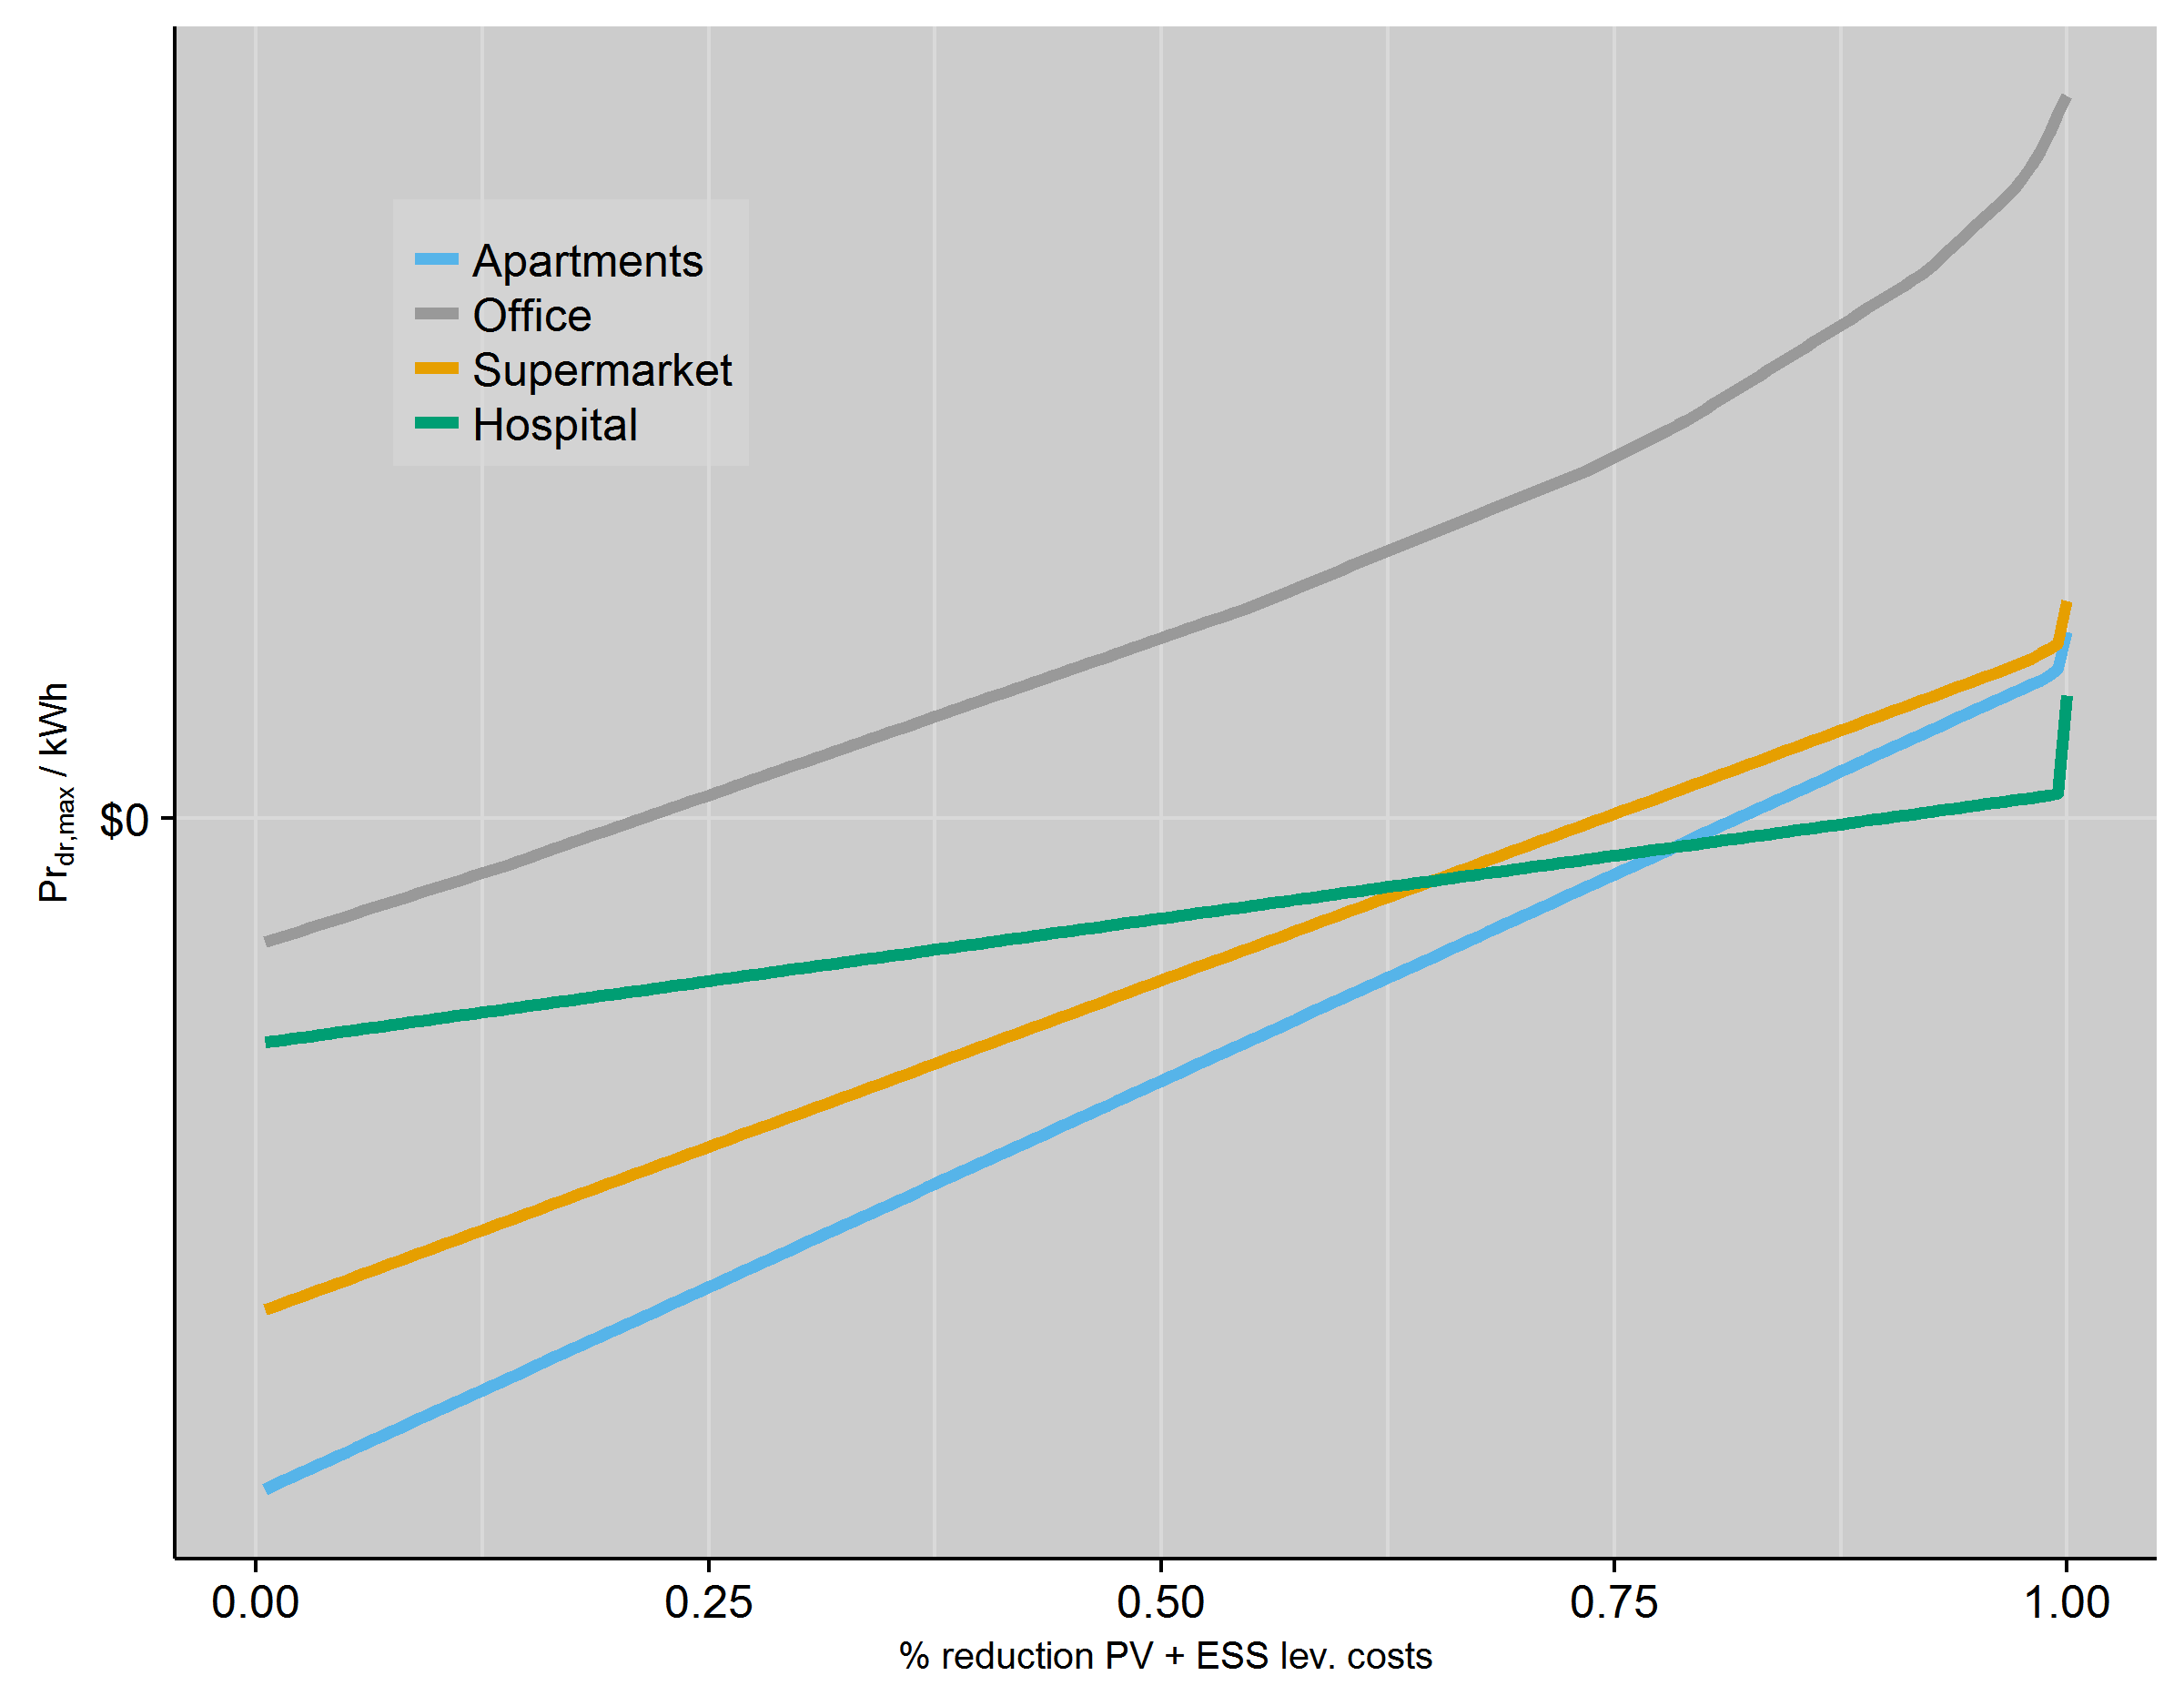 Apartments
Office
Supermarket
Hospital
Pr_dr,max / kWh
$0
0.00 0.25 0.50 0.75 1.00
% reduction PV + ESS lev. costs